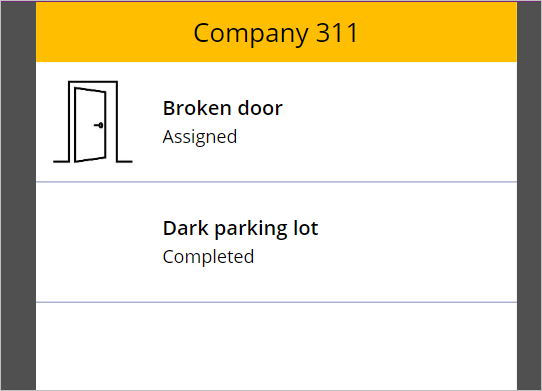 Company 311
Broken door
Assigned
Dark parking lot
Completed